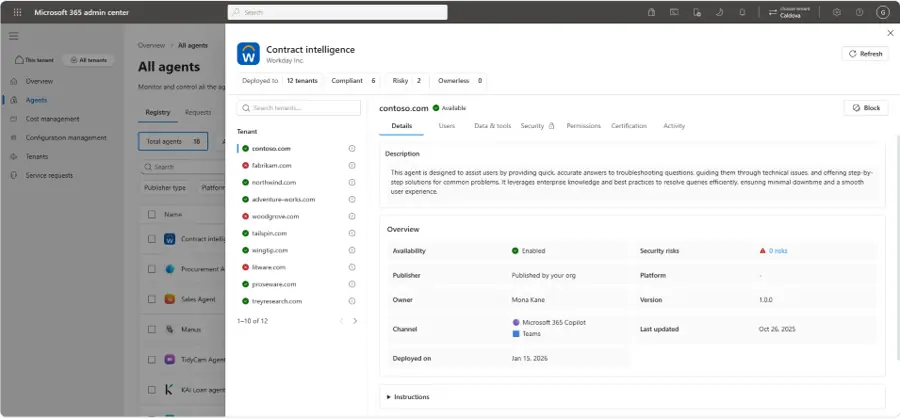 Microsoft 365 admin center
Search
Choose tenant
Caldova
G
This tenant
All tenants
Overview
Agents
Cost management
Configuration management
Tenants
Service requests
Overview > All agents
All agents
Monitor and control all the a
Registry
Requests
Total agents 15
Search
Publisher type
Platform
Name
Contract intellig
Procurement A
Sales Agent
Manus
TidyCam Agent
KAi Loan agent
Contract intelligence
Workday Inc.
Refresh
Deployed to 12 tenants
Compliant 6
Risky 2
Ownerless 0
Search tenants...
Tenant
contoso.com
fabrikam.com
northwind.com
adventure-works.com
woodgrove.com
tailspin.com
wingtip.com
litware.com
proseware.com
treyresearch.com
1–10 of 12
contoso.com Available
Block
Details
Users
Data & tools
Security
Permissions
Certification
Activity
Description
This agent is designed to assist users by providing quick, accurate answers to troubleshooting questions, guiding them through technical issues, and offering step-by-
step solutions for common problems. It leverages enterprise knowledge and best practices to resolve queries efficiently, ensuring minimal downtime and a smooth
user experience.
Overview
Availability Enabled
Security risks 0 risks
Publisher Published by your org
Platform -
Owner Mona Kane
Version 1.0.0
Channel Microsoft 365 Copilot
Teams
Last updated Oct 26, 2025
Deployed on Jan 15, 2026
Instructions